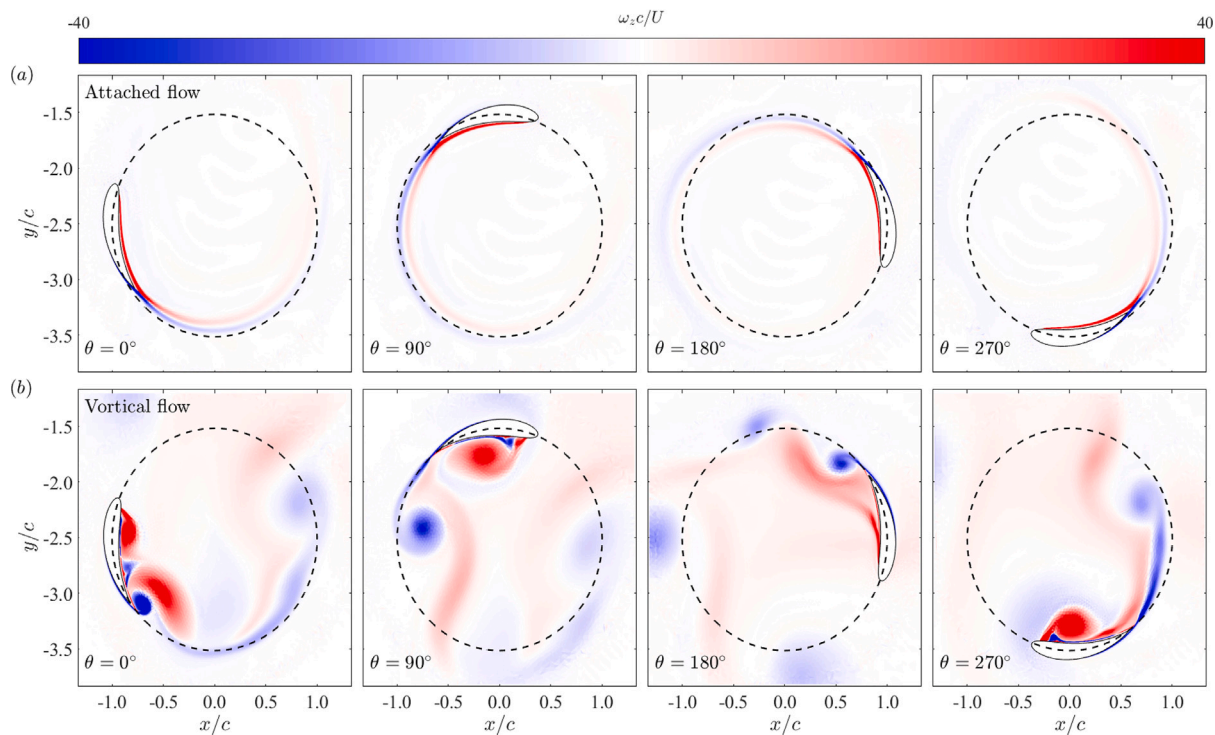 ω_z c/U
-40 40
(a)
Attached flow
y/c
-1.5
-2.0
-2.5
-3.0
-3.5
θ = 0°
θ = 90°
θ = 180°
θ = 270°
(b)
Vortical flow
y/c
-1.5
-2.0
-2.5
-3.0
-3.5
θ = 0°
θ = 90°
θ = 180°
θ = 270°
-1.0 -0.5 0.0 0.5 1.0 -1.0 -0.5 0.0 0.5 1.0 -1.0 -0.5 0.0 0.5 1.0 -1.0 -0.5 0.0 0.5 1.0
x/c x/c x/c x/c